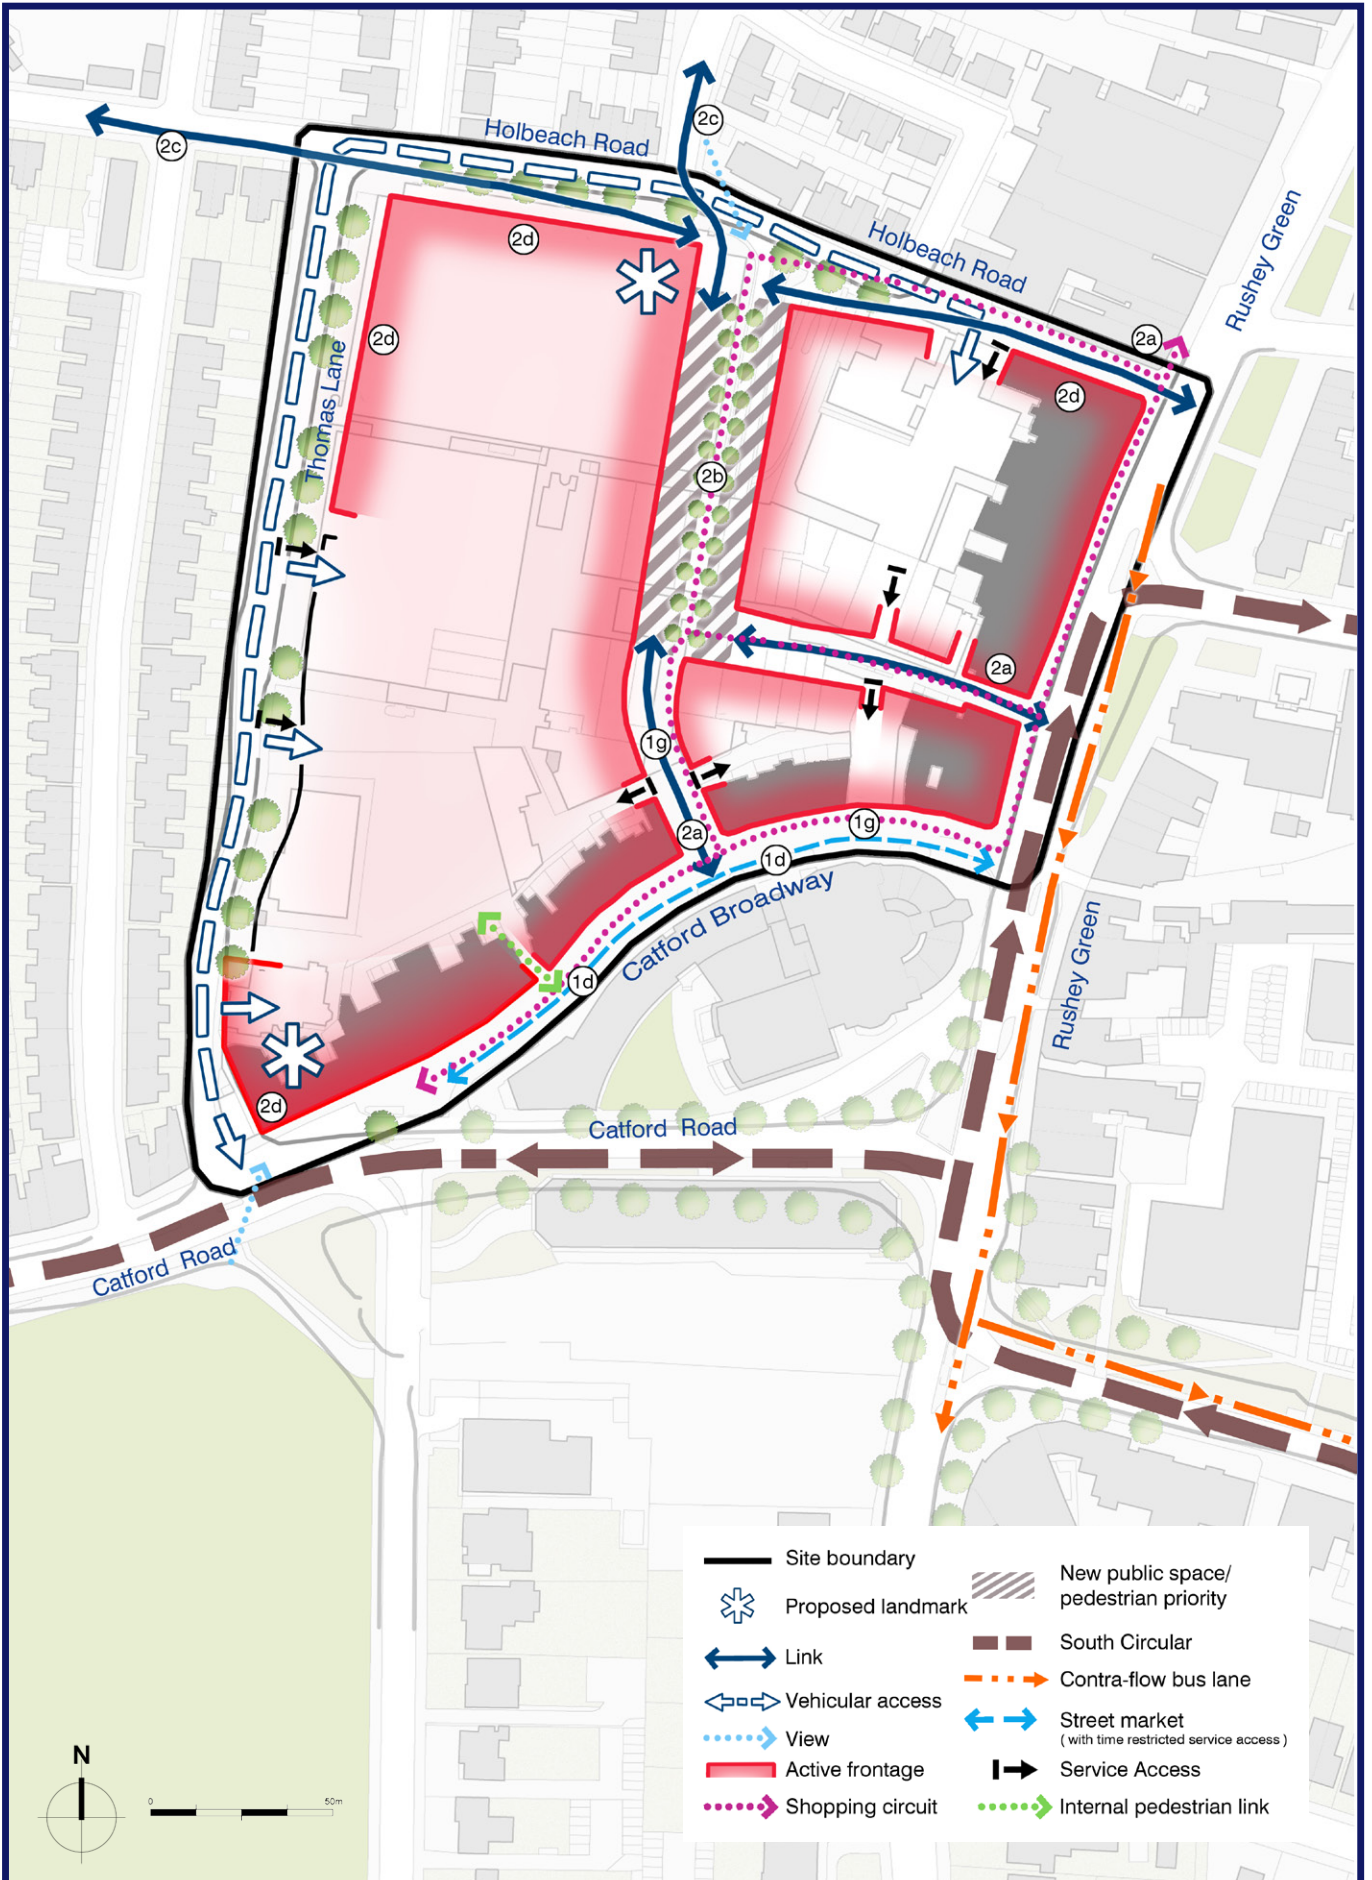 2c
2c
Holbeach Road
Holbeach Road
Rushey Green
2d
2a
2d
2d
Thomas Lane
2b
2a
1g
2a
1g
1d
Catford Broadway
1d
Rushey Green
2d
Catford Road
Catford Road
Site boundary
Proposed landmark
Link
Vehicular access
View
Active frontage
Shopping circuit
New public space/
pedestrian priority
South Circular
Contra-flow bus lane
Street market
( with time restricted service access )
Service Access
Internal pedestrian link
N
0 50m